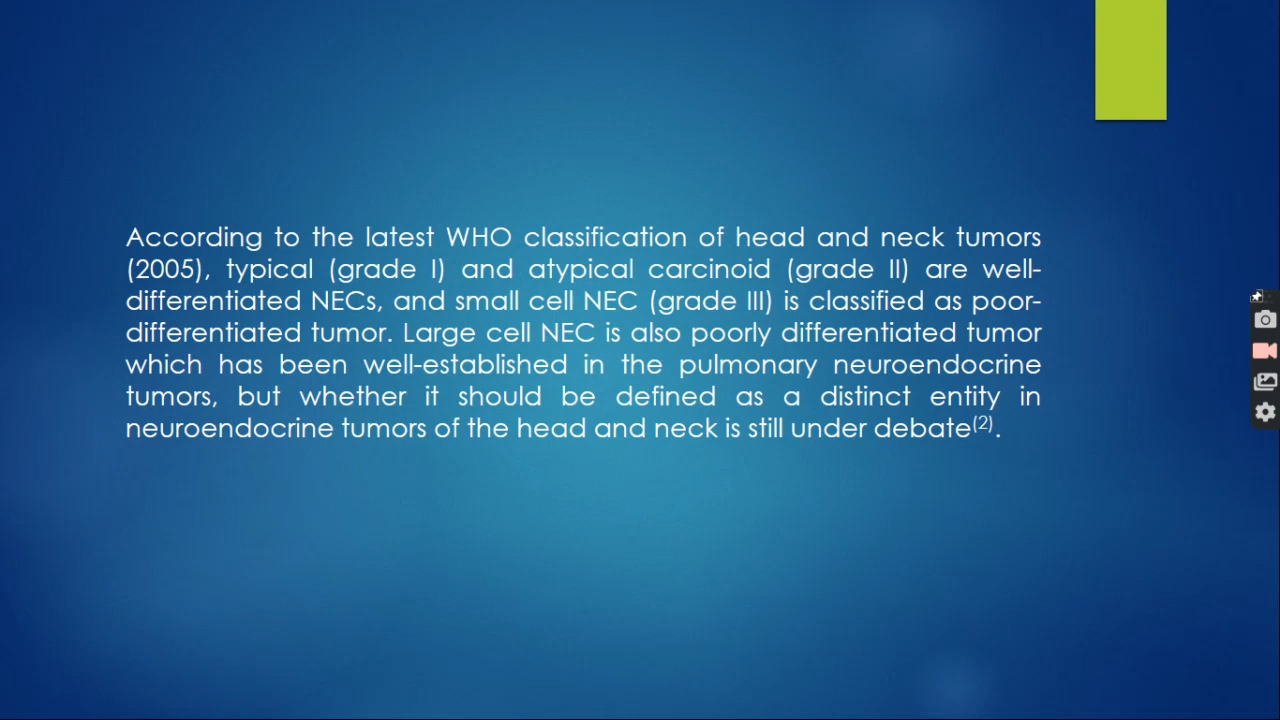 According to the latest WHO classification of head and neck tumors
(2005), typical (grade I) and atypical carcinoid (grade II) are well-
differentiated NECs, and small cell NEC (grade III) is classified as poor-
differentiated tumor. Large cell NEC is also poorly differentiated tumor
which has been well-established in the pulmonary neuroendocrine
tumors, but whether it should be defined as a distinct entity in
neuroendocrine tumors of the head and neck is still under debate(2).